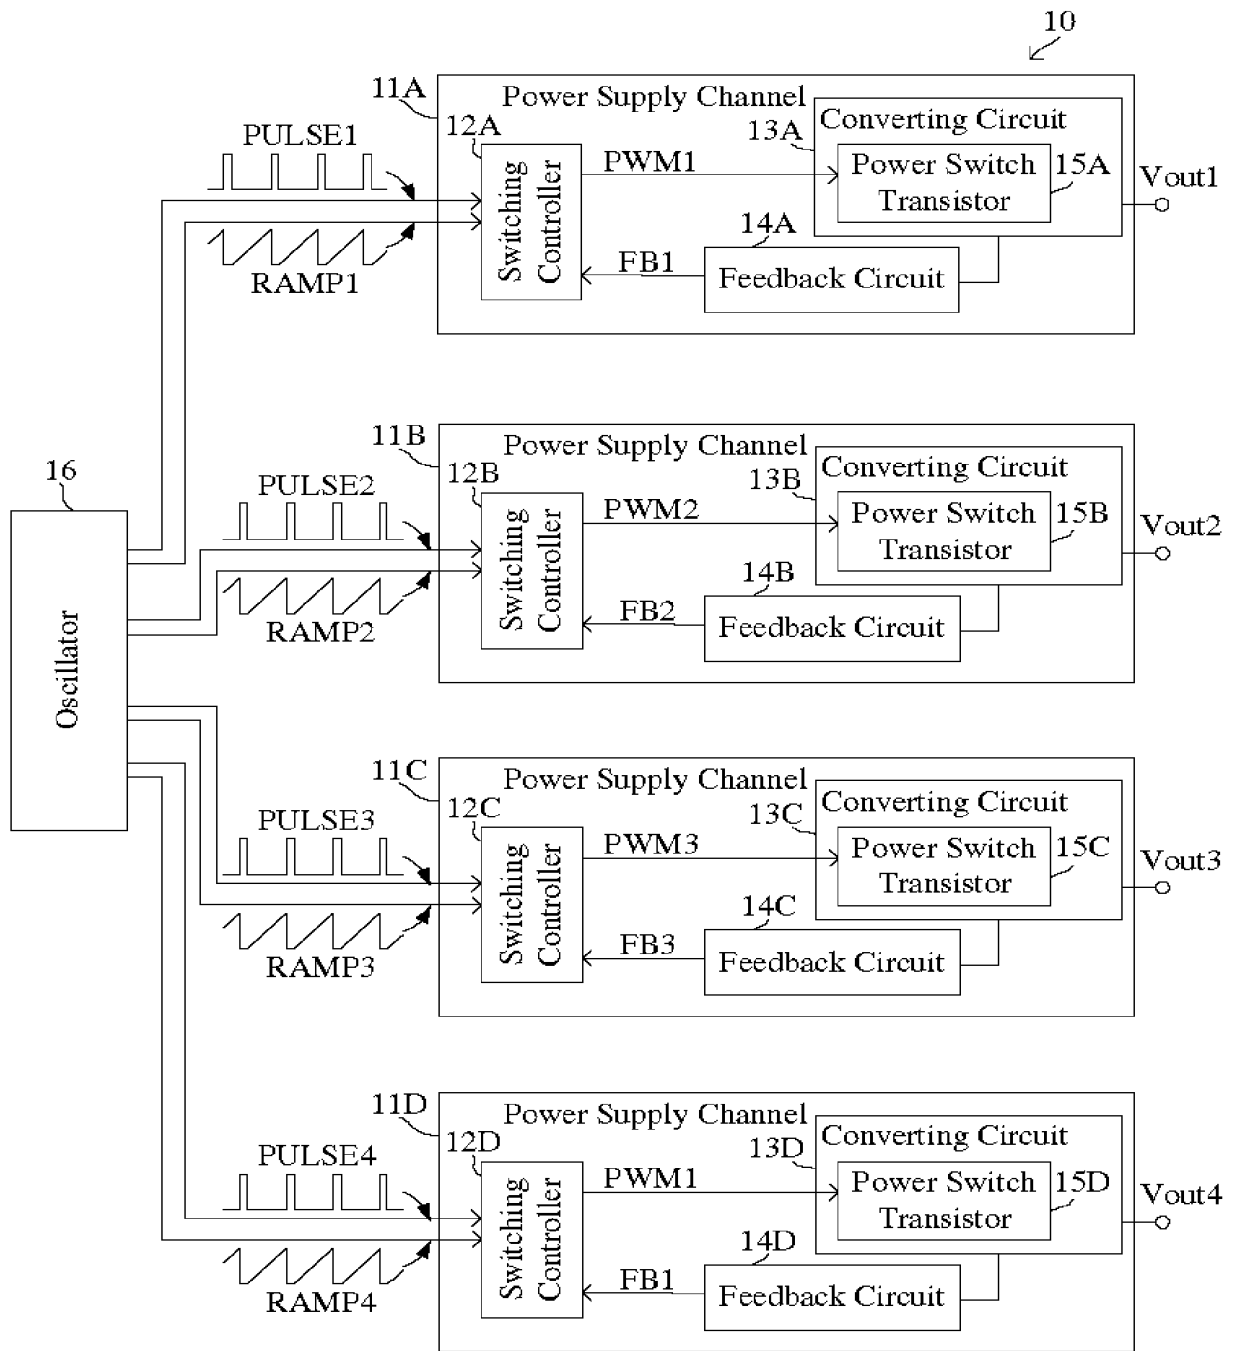 10
11A
Power Supply Channel
12A
13A
Converting Circuit
PULSE1
Switching
Controller
PWM1
Power Switch
Transistor
15A
Vout1
14A
FB1
Feedback Circuit
RAMP1
11B
Power Supply Channel
12B
13B
Converting Circuit
16
PULSE2
Switching
Controller
PWM2
Power Switch
Transistor
15B
Vout2
14B
FB2
Feedback Circuit
RAMP2
Oscillator
11C
Power Supply Channel
12C
13C
Converting Circuit
PULSE3
Switching
Controller
PWM3
Power Switch
Transistor
15C
Vout3
14C
FB3
Feedback Circuit
RAMP3
11D
Power Supply Channel
12D
13D
Converting Circuit
PULSE4
Switching
Controller
PWM1
Power Switch
Transistor
15D
Vout4
14D
FB1
Feedback Circuit
RAMP4